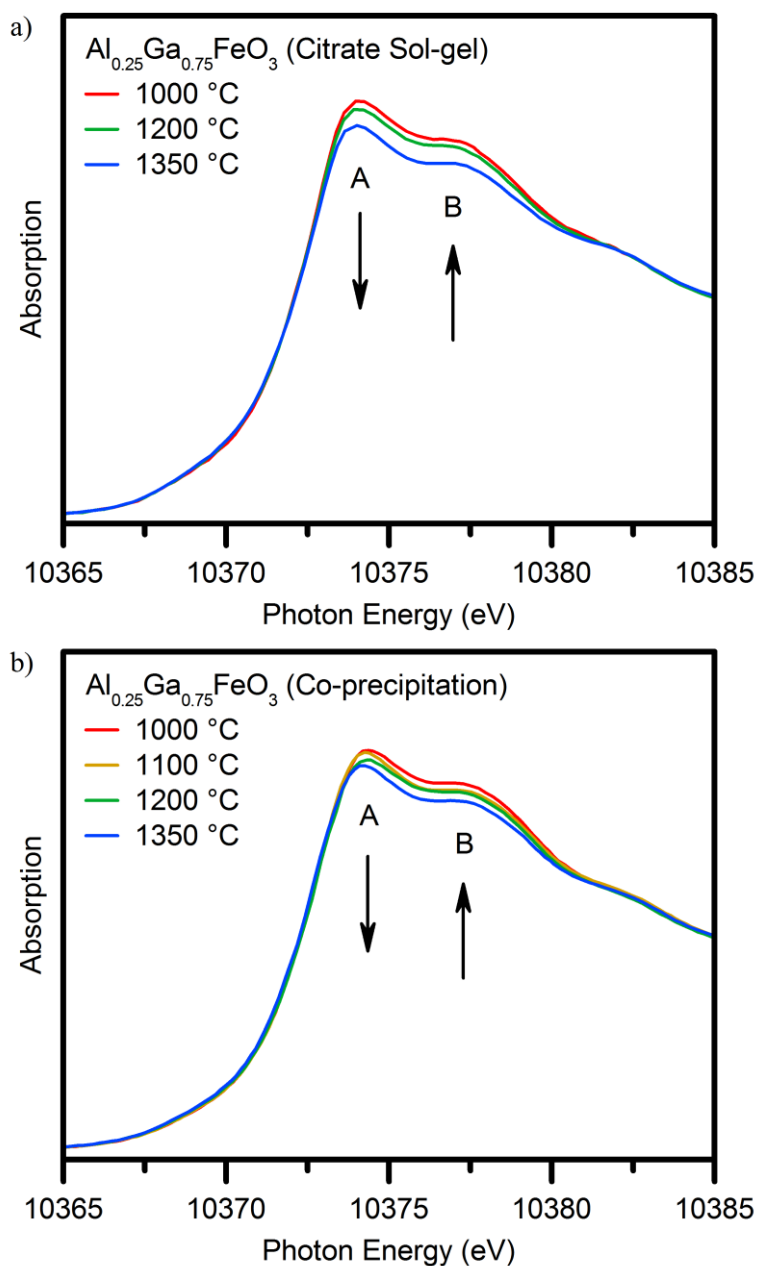 a)
Al₀.₂₅Ga₀.₇₅FeO₃ (Citrate Sol-gel)
1000 °C
1200 °C
1350 °C
A
B
Absorption
10365 10370 10375 10380 10385
Photon Energy (eV)
b)
Al₀.₂₅Ga₀.₇₅FeO₃ (Co-precipitation)
1000 °C
1100 °C
1200 °C
1350 °C
A
B
Absorption
10365 10370 10375 10380 10385
Photon Energy (eV)